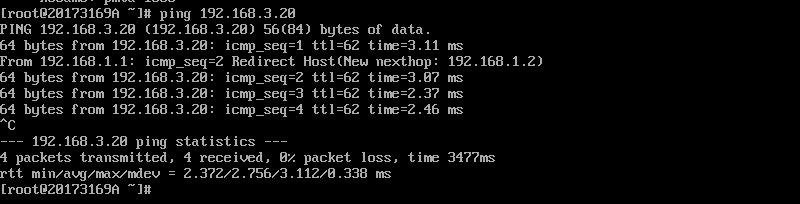 [root@20173169A ~]# ping 192.168.3.20
PING 192.168.3.20 (192.168.3.20) 56(84) bytes of data.
64 bytes from 192.168.3.20: icmp_seq=1 ttl=62 time=3.11 ms
From 192.168.1.1: icmp_seq=2 Redirect Host(New nexthop: 192.168.1.2)
64 bytes from 192.168.3.20: icmp_seq=2 ttl=62 time=3.07 ms
64 bytes from 192.168.3.20: icmp_seq=3 ttl=62 time=2.37 ms
64 bytes from 192.168.3.20: icmp_seq=4 ttl=62 time=2.46 ms
^C
--- 192.168.3.20 ping statistics ---
4 packets transmitted, 4 received, 0% packet loss, time 3477ms
rtt min/avg/max/mdev = 2.372/2.756/3.112/0.338 ms
[root@20173169A ~]#